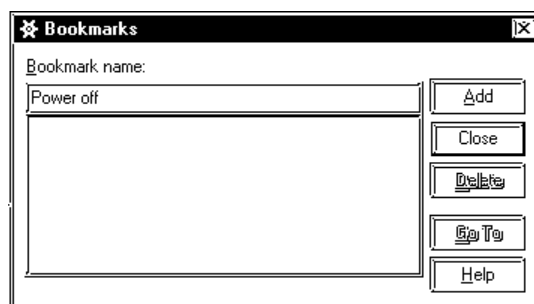 Bookmarks
Bookmark name:
Power off
Add
Close
Delete
Go To
Help